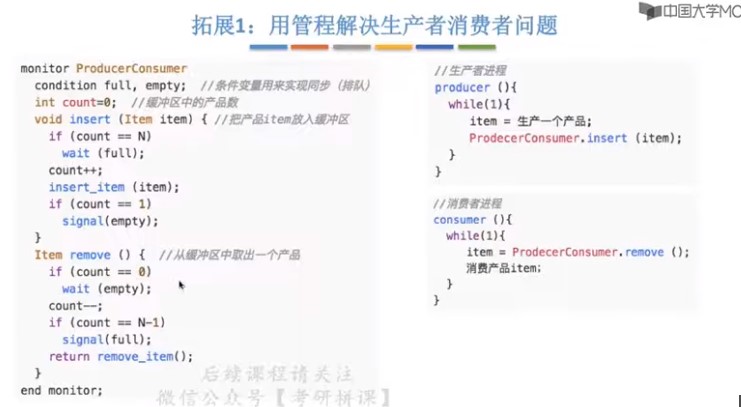 中国大学MO
拓展1：用管程解决生产者消费者问题
monitor ProducerConsumer
condition full, empty; //条件变量用来实现同步（排队）
int count=0; //缓冲区中的产品数
void insert (Item item) { //把产品item放入缓冲区
if (count == N)
wait (full);
count++;
insert_item (item);
if (count == 1)
signal(empty);
}
Item remove () { //从缓冲区中取出一个产品
if (count == 0)
wait (empty);
count--;
if (count == N-1)
signal(full);
return remove_item();
}
end monitor;
//生产者进程
producer (){
while(1){
item = 生产一个产品;
ProdecerConsumer.insert (item);
}
}
//消费者进程
consumer (){
while(1){
item = ProdecerConsumer.remove ();
消费产品item;
}
}
后续课程请关注
微信公众号【考研拼课】